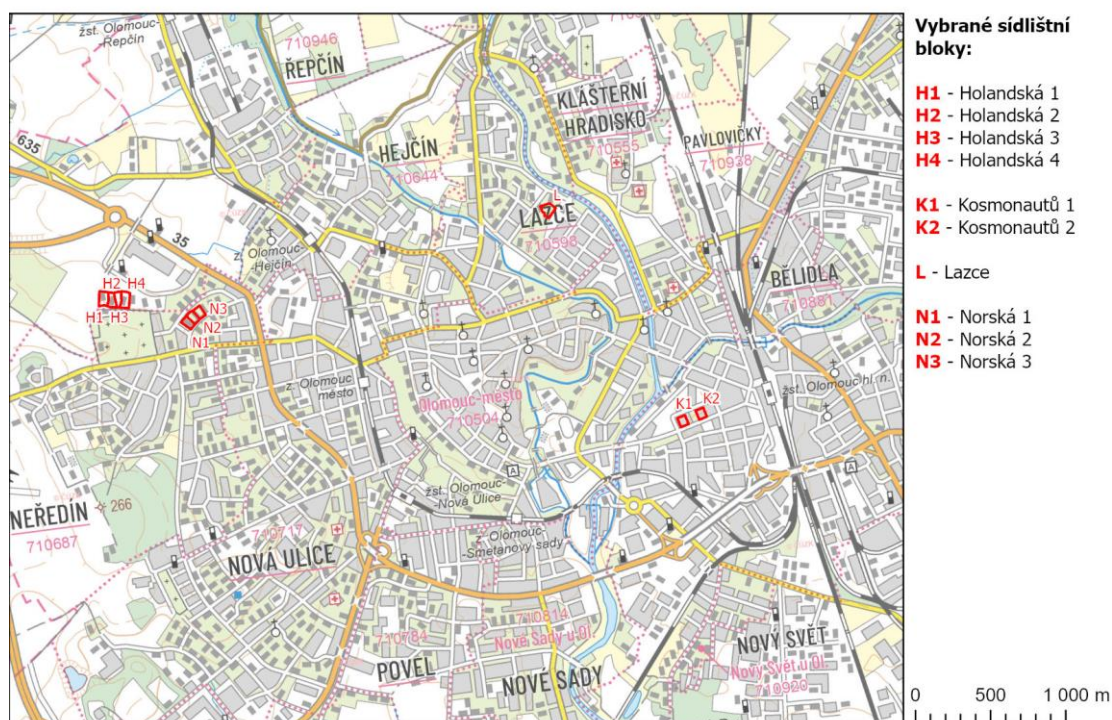 žst. Olomouc-
-Řepčín
710946
ŘEPČÍN
KLÁŠTERNÍ
HRADISKO
710555
PAVLOVIČKY
710938
635
HEJČÍN
710644
L
LAZCE
710598
35
z. Olomouc-
-Hejčín
BĚLIDLA
710881
H2 H4
H1 H3
N3
N2
N1
z. Olomouc
město
Olomouc-město
710504
K1 K2
žst. Olomouc hl. n.
NEŘEDÍN
266
710687
žst. Olomouc-
-Nová Ulice
z. Olomouc-
-Smetanovy sady
710717
NOVÁ ULICE
710814
Nové Sady u Ol.
710784
POVEL
NOVÉ SADY
NOVÝ SVĚT
Nový Svět u Ol.
710920
Vybrané sídlištní
bloky:
H1 - Holandská 1
H2 - Holandská 2
H3 - Holandská 3
H4 - Holandská 4
K1 - Kosmonautů 1
K2 - Kosmonautů 2
L - Lazce
N1 - Norská 1
N2 - Norská 2
N3 - Norská 3
0 500 1 000 m